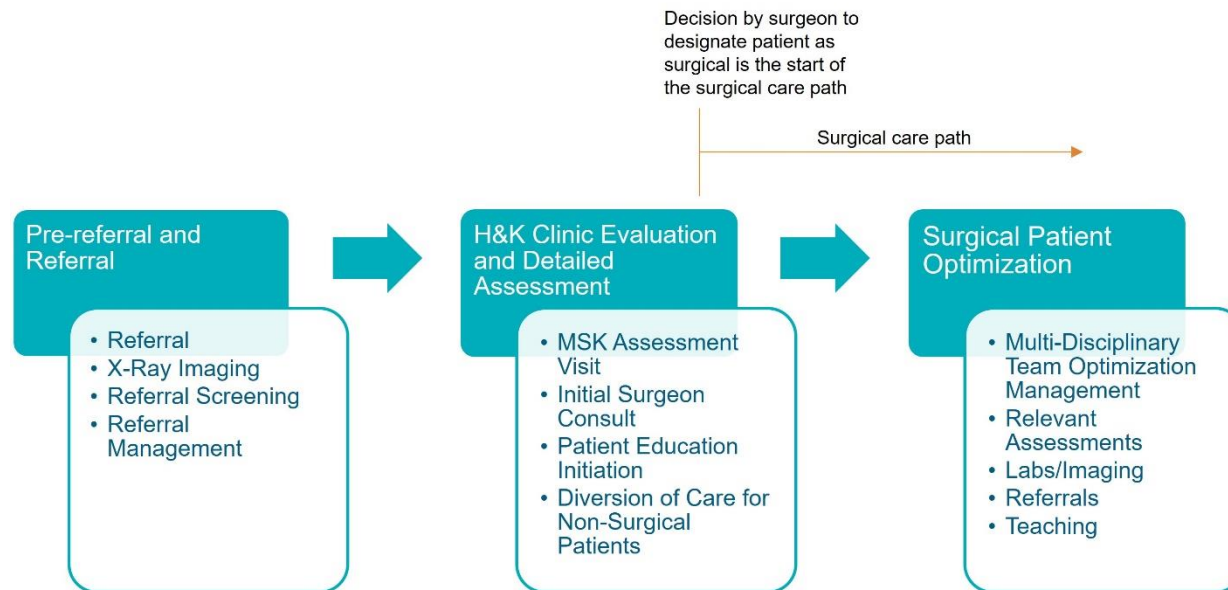 Decision by surgeon to
designate patient as
surgical is the start of
the surgical care path
Surgical care path
Pre-referral and
Referral
• Referral
• X-Ray Imaging
• Referral Screening
• Referral
Management
H&K Clinic Evaluation
and Detailed
Assessment
• MSK Assessment
Visit
• Initial Surgeon
Consult
• Patient Education
Initiation
• Diversion of Care for
Non-Surgical
Patients
Surgical Patient
Optimization
• Multi-Disciplinary
Team Optimization
Management
• Relevant
Assessments
• Labs/Imaging
• Referrals
• Teaching